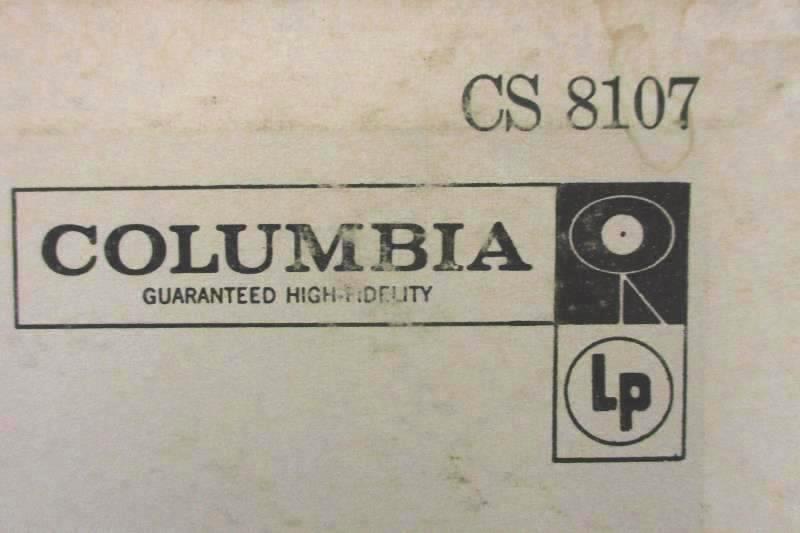 CS 8107
COLUMBIA
GUARANTEED HIGH-FIDELITY
Lp